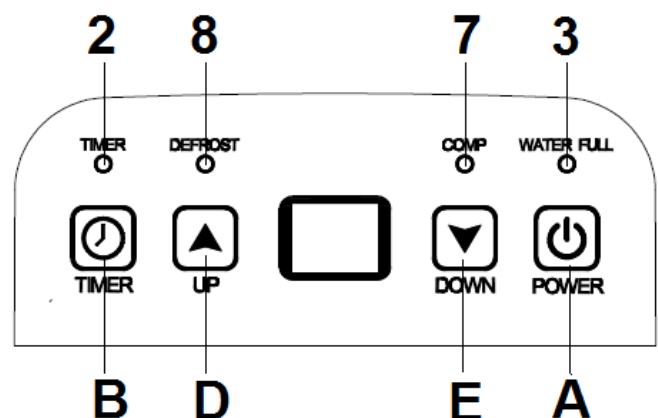 2 8 7 3
TIMER DEFROST COMP WATER FULL
TIMER UP DOWN POWER
B D E A